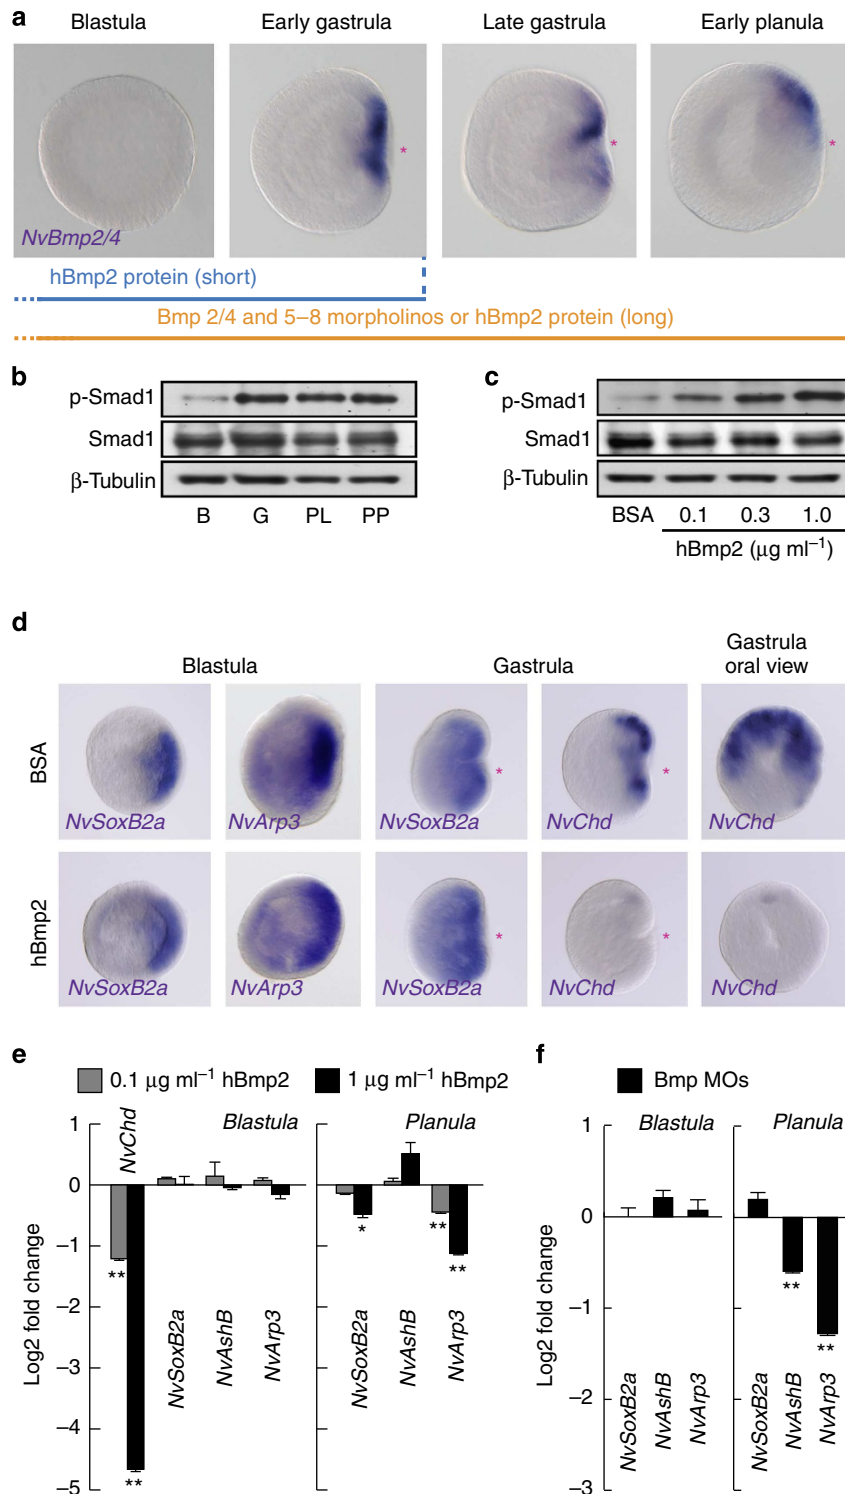 a
Blastula
Early gastrula
Late gastrula
Early planula
*
*
*
NvBmp2/4
hBmp2 protein (short)
Bmp 2/4 and 5–8 morpholinos or hBmp2 protein (long)
b
p-Smad1
Smad1
β-Tubulin
B G PL PP
c
p-Smad1
Smad1
β-Tubulin
BSA 0.1 0.3 1.0
hBmp2 (μg ml⁻¹)
d
Blastula
Gastrula
Gastrula
oral view
BSA
*
*
NvSoxB2a
NvArp3
NvSoxB2a
NvChd
NvChd
hBmp2
*
*
NvSoxB2a
NvArp3
NvSoxB2a
NvChd
NvChd
e
0.1 μg ml⁻¹ hBmp2
1 μg ml⁻¹ hBmp2
Log2 fold change
1
0
–1
–2
–3
–4
–5
NvChd
Blastula
**
**
NvSoxB2a
NvAshB
NvArp3
Planula
*
**
**
NvSoxB2a
NvAshB
NvArp3
f
Bmp MOs
Log2 fold change
1
0
–1
–2
–3
Blastula
NvSoxB2a
NvAshB
NvArp3
Planula
**
**
NvSoxB2a
NvAshB
NvArp3